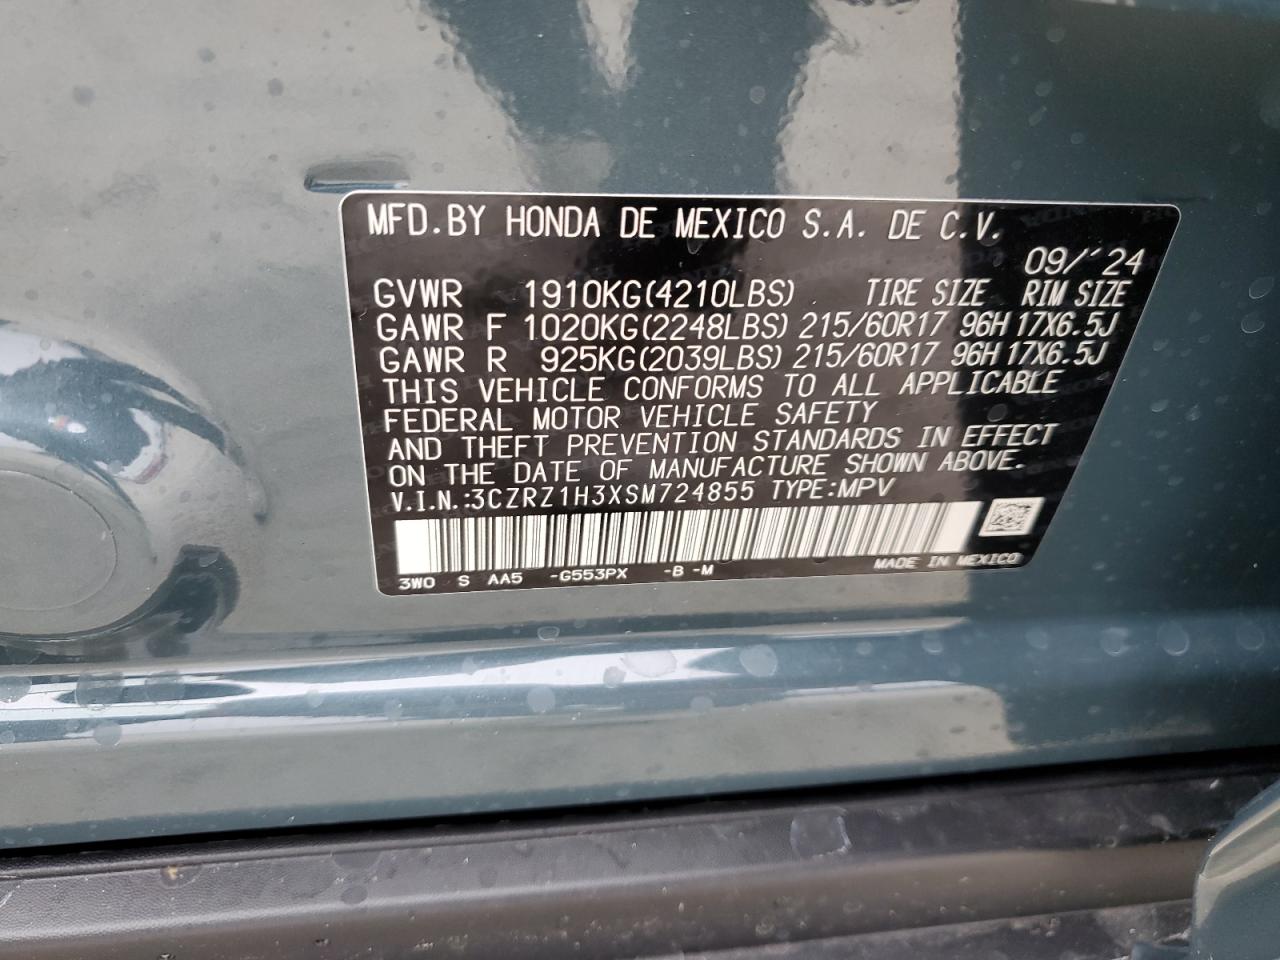 MFD.BY HONDA DE MEXICO S.A. DE C.V.
09/'24
GVWR 1910KG(4210LBS) TIRE SIZE RIM SIZE
GAWR F 1020KG(2248LBS) 215/60R17 96H 17X6.5J
GAWR R 925KG(2039LBS) 215/60R17 96H 17X6.5J
THIS VEHICLE CONFORMS TO ALL APPLICABLE
FEDERAL MOTOR VEHICLE SAFETY
AND THEFT PREVENTION STANDARDS IN EFFECT
ON THE DATE OF MANUFACTURE SHOWN ABOVE.
V.I.N.:3CZRZ1H3XSM724855 TYPE:MPV
3W0 S AA5 -G553PX -B -M MADE IN MEXICO